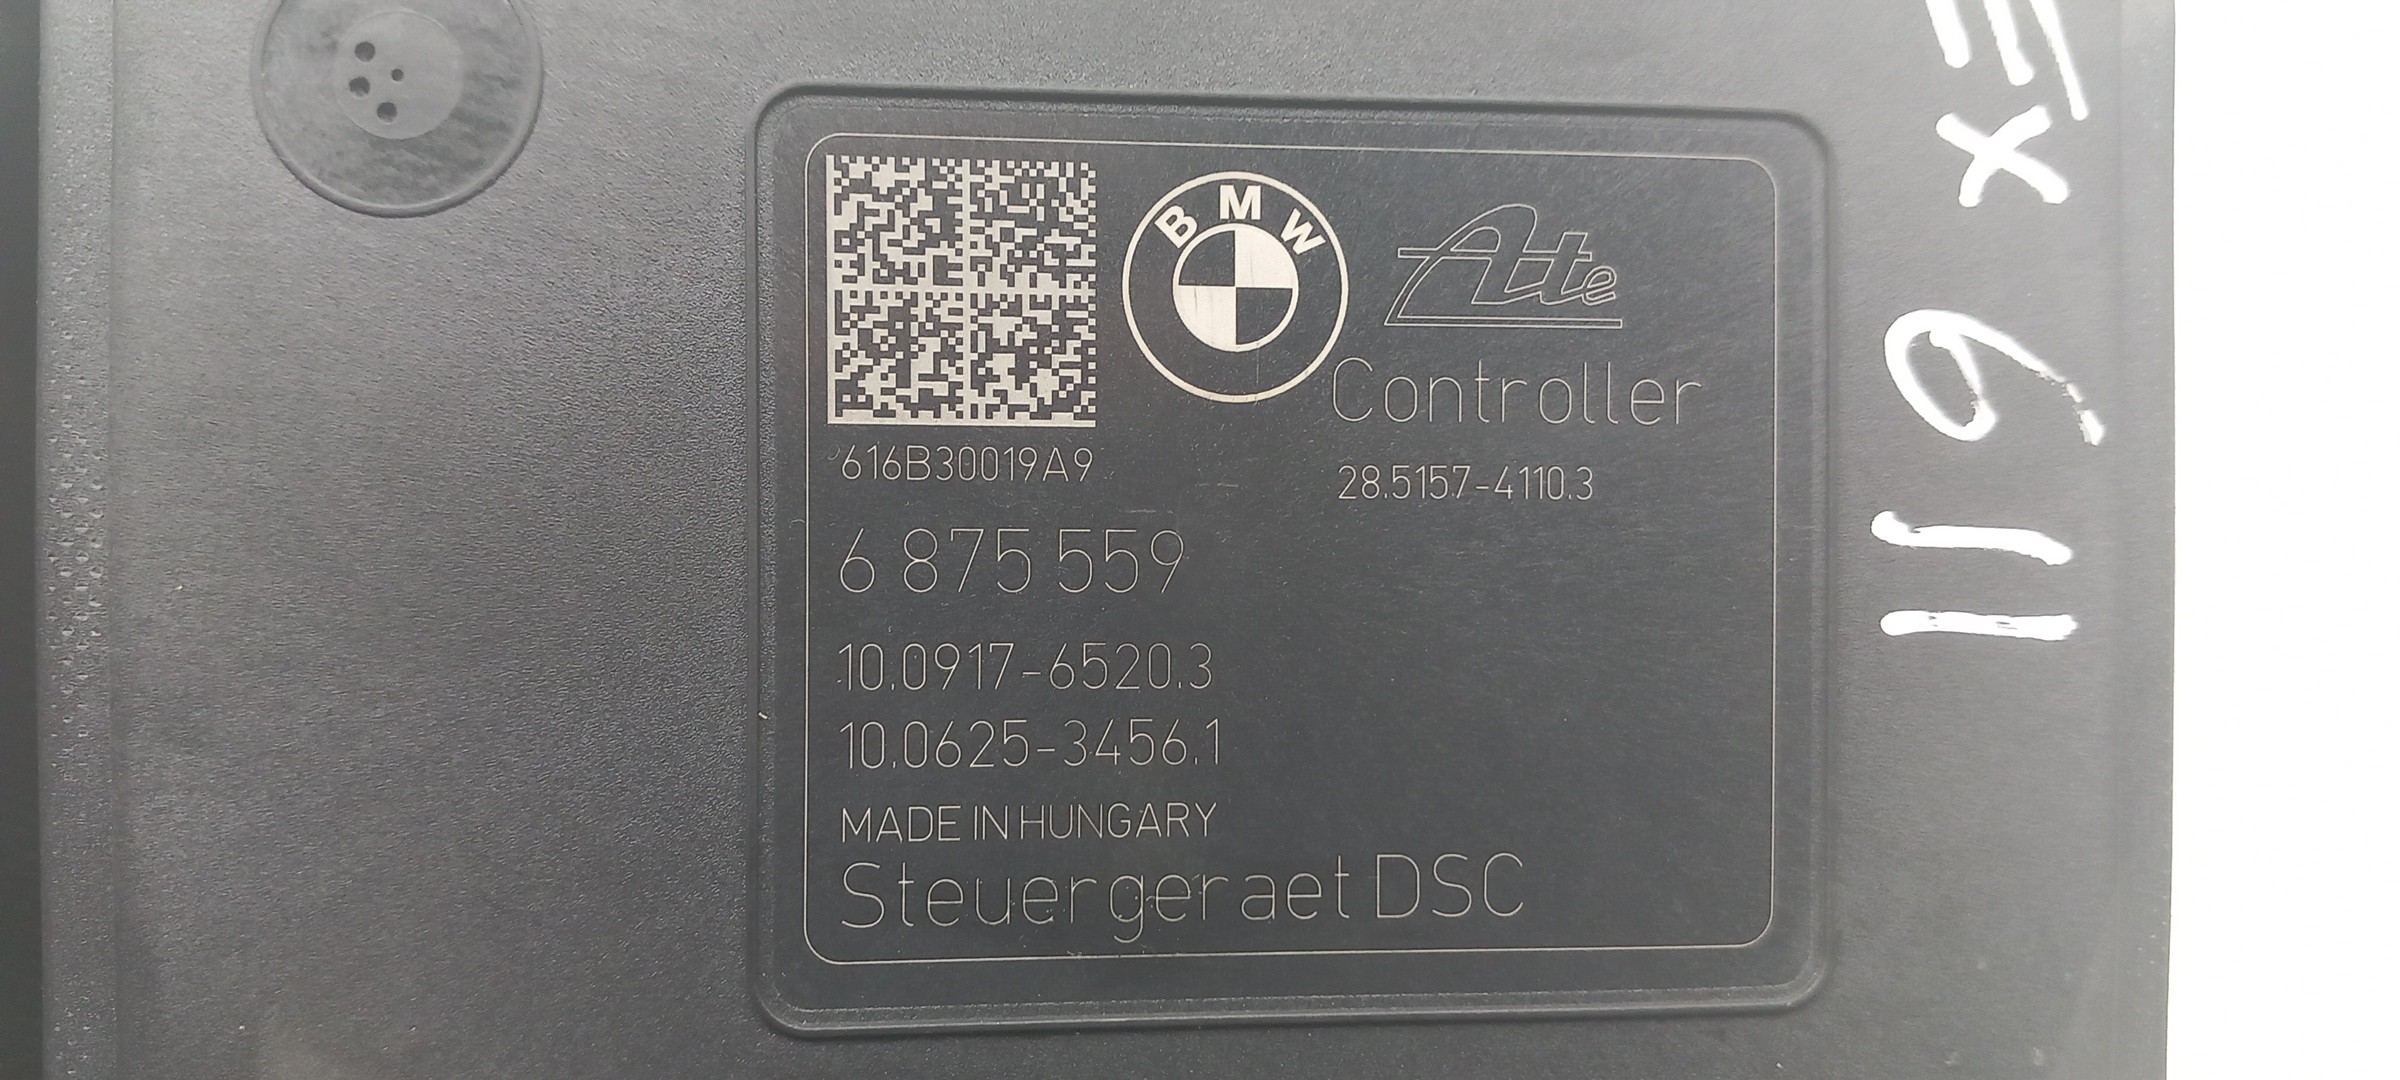 BMW
Ate
Controller
616B30019A9
28.5157-4110.3
6 875 559
10.0917-6520.3
10.0625-3456.1
MADE IN HUNGARY
Steuergeraet DSC